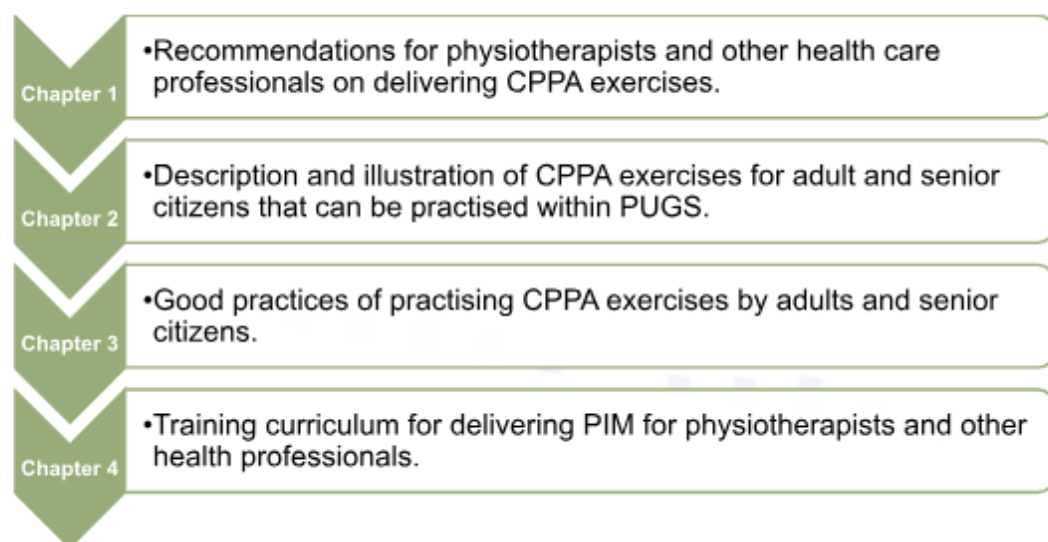 Chapter 1
•Recommendations for physiotherapists and other health care
professionals on delivering CPPA exercises.
Chapter 2
•Description and illustration of CPPA exercises for adult and senior
citizens that can be practised within PUGS.
Chapter 3
•Good practices of practising CPPA exercises by adults and senior
citizens.
Chapter 4
•Training curriculum for delivering PIM for physiotherapists and other
health professionals.